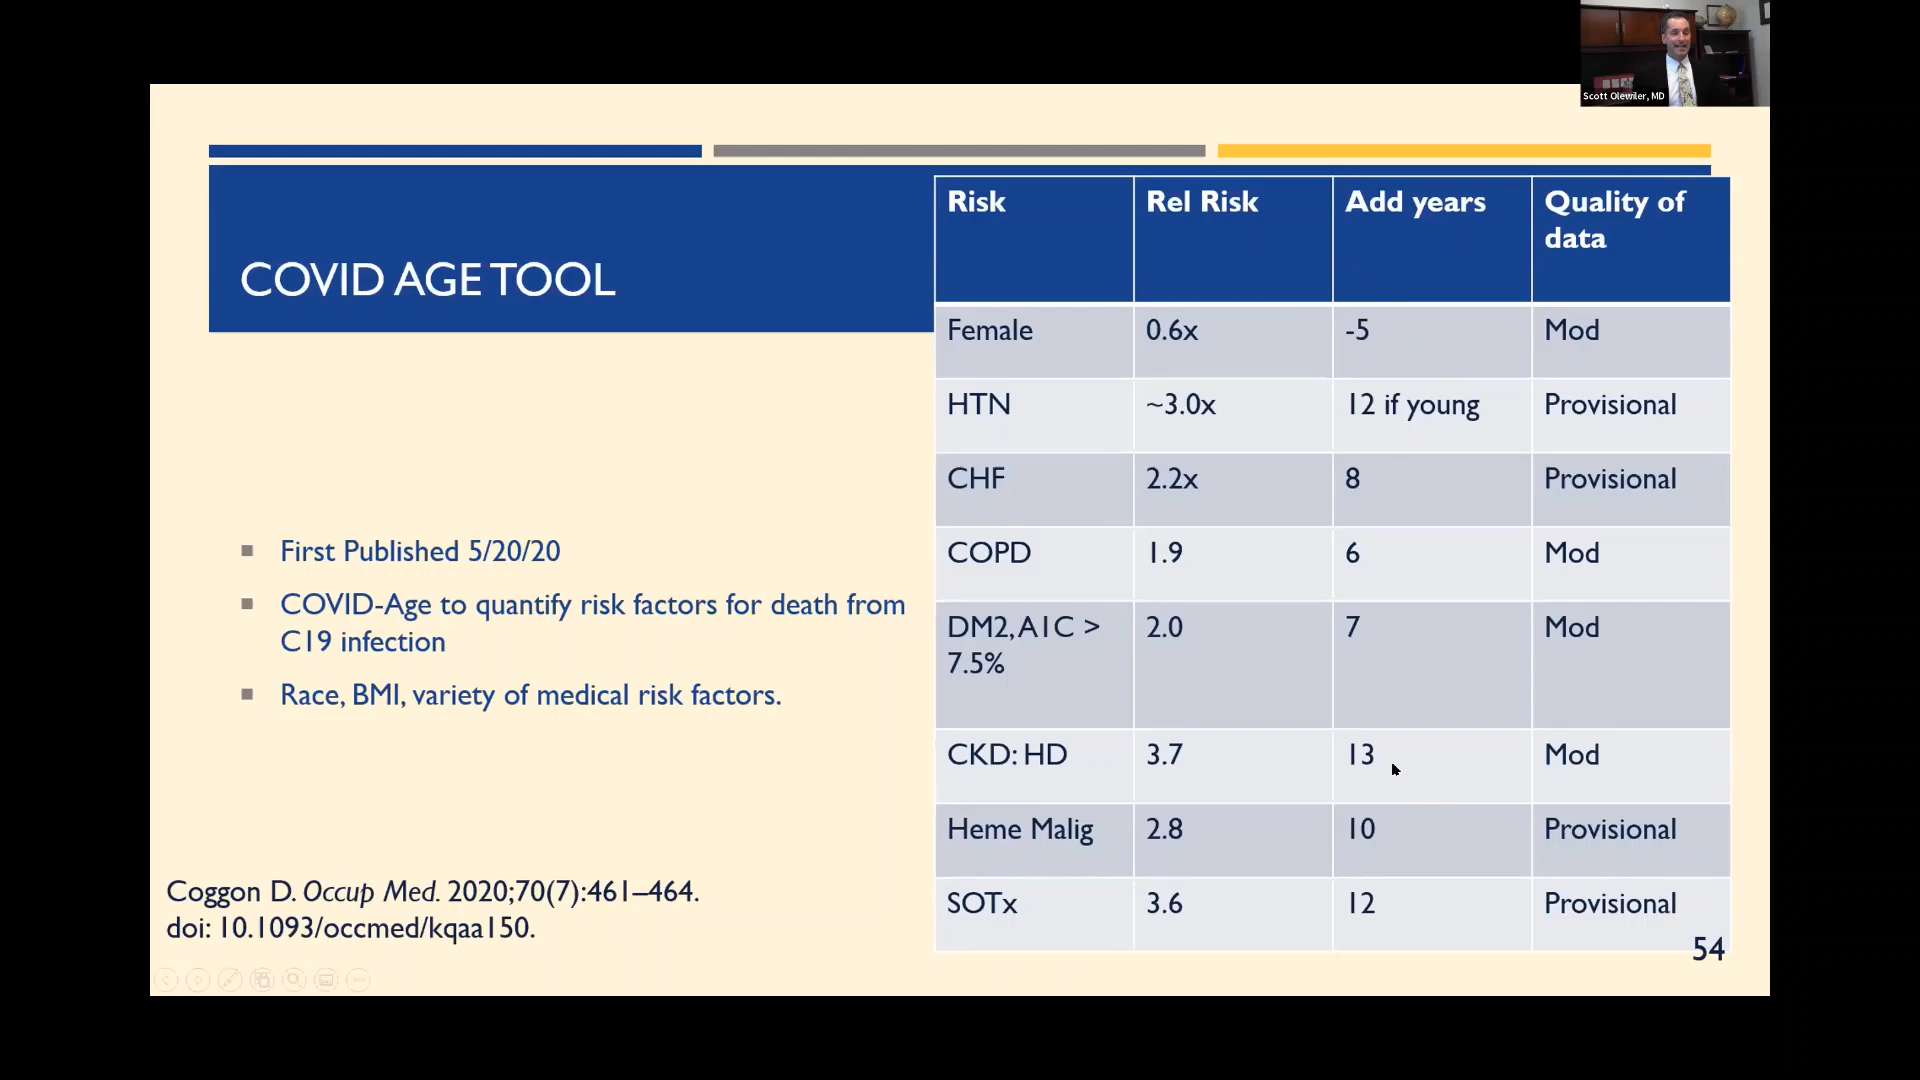 Scott Olewiler, MD
COVID AGE TOOL
First Published 5/20/20
COVID-Age to quantify risk factors for death from
C19 infection
Race, BMI, variety of medical risk factors.
Coggon D. Occup Med. 2020;70(7):461–464.
doi: 10.1093/occmed/kqaa150.
Risk Rel Risk Add years Quality of
data
Female 0.6x -5 Mod
HTN ~3.0x 12 if young Provisional
CHF 2.2x 8 Provisional
COPD 1.9 6 Mod
DM2, A1C > 2.0 7 Mod
7.5%
CKD: HD 3.7 13 Mod
Heme Malig 2.8 10 Provisional
SOTx 3.6 12 Provisional
54